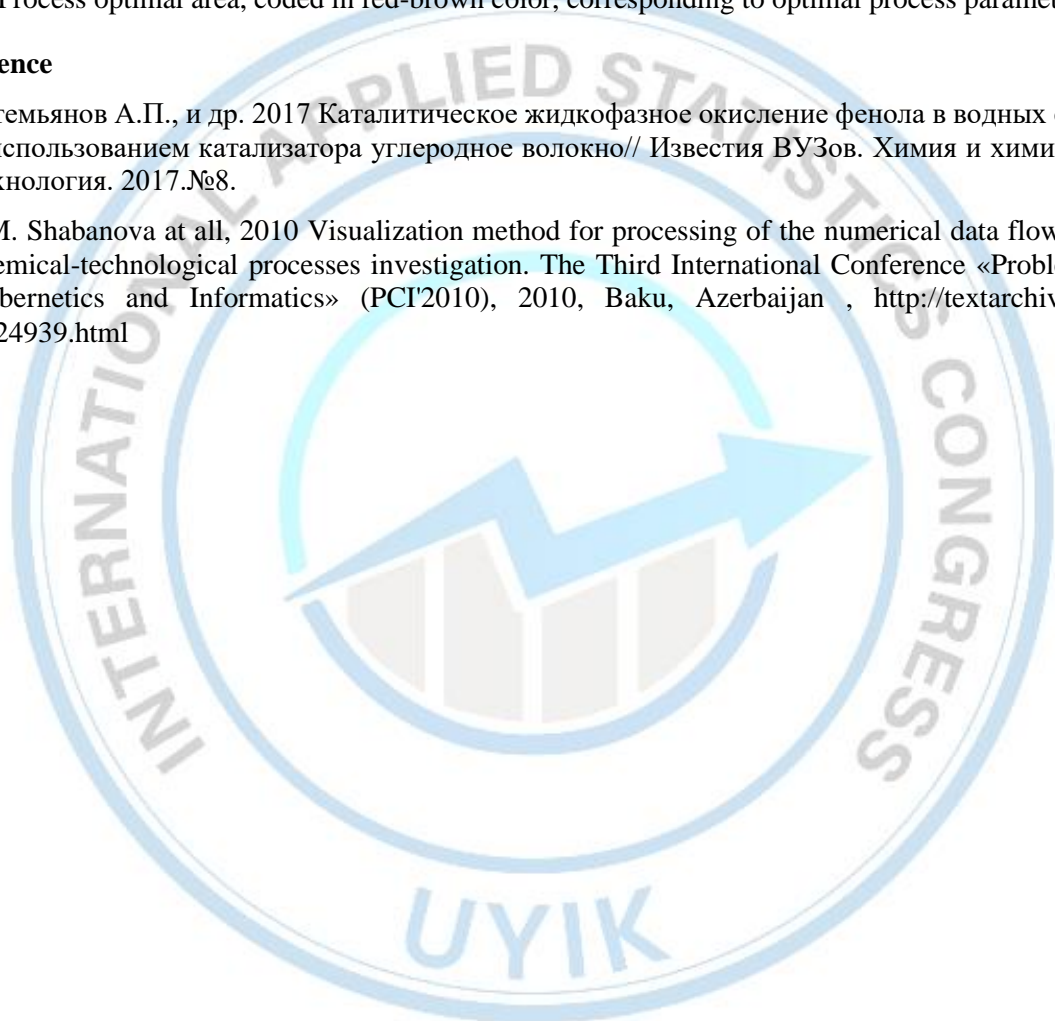 rocess optimal area, coded in red-brown color, corresponding to optimal process parame
ence
темьянов А.П., и др. 2017 Каталитическое жидкофазное окисление фенола в водных
использованием катализатора углеродное волокно// Известия ВУЗов. Химия и хими
хнология. 2017.№8.
M. Shabanova at all, 2010 Visualization method for processing of the numerical data flow
emical-technological processes investigation. The Third International Conference «Proble
bernetics and Informatics» (PCI'2010), 2010, Baku, Azerbaijan , http://textarchiv
24939.html
INTERNATIONAL APPLIED STATISTICS CONGRESS
UYIK